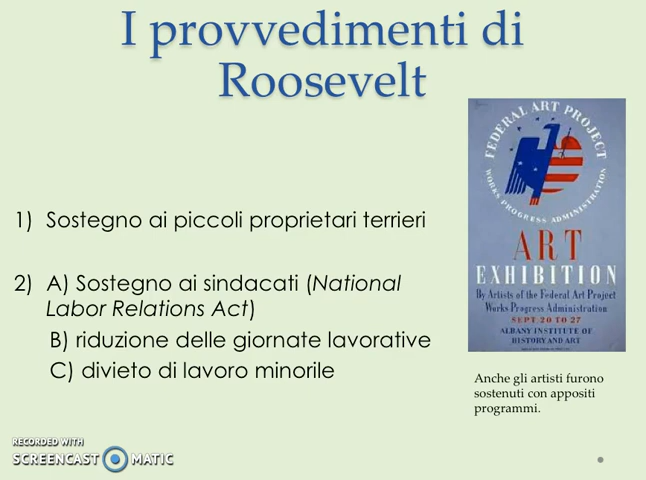 I provvedimenti di
Roosevelt
1) Sostegno ai piccoli proprietari terrieri
2) A) Sostegno ai sindacati (National
Labor Relations Act)
B) riduzione delle giornate lavorative
C) divieto di lavoro minorile
FEDERAL ART PROJECT
WORKS PROGRESS ADMINISTRATION
ART
EXHIBITION
By Artists of the Federal Art Project
Works Progress Administration
SEPT 20 TO 27
ALBANY INSTITUTE OF
HISTORY AND ART
Anche gli artisti furono
sostenuti con appositi
programmi.
RECORDED WITH
SCREENCAST MATIC